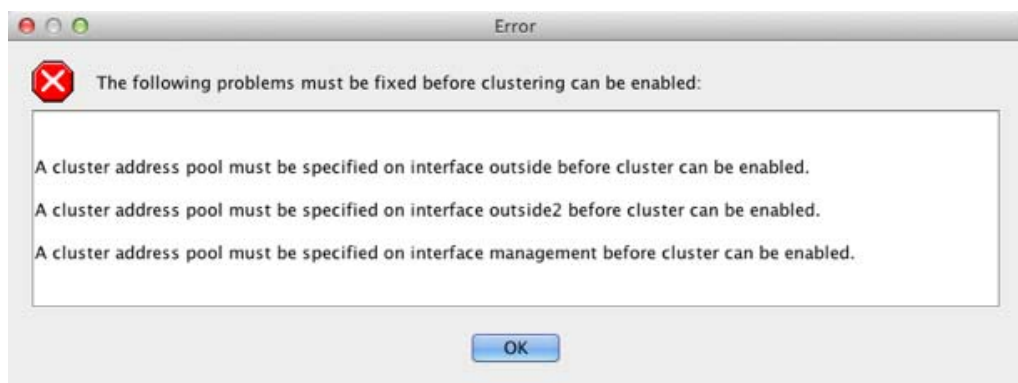 Error
The following problems must be fixed before clustering can be enabled:
A cluster address pool must be specified on interface outside before cluster can be enabled.
A cluster address pool must be specified on interface outside2 before cluster can be enabled.
A cluster address pool must be specified on interface management before cluster can be enabled.
OK